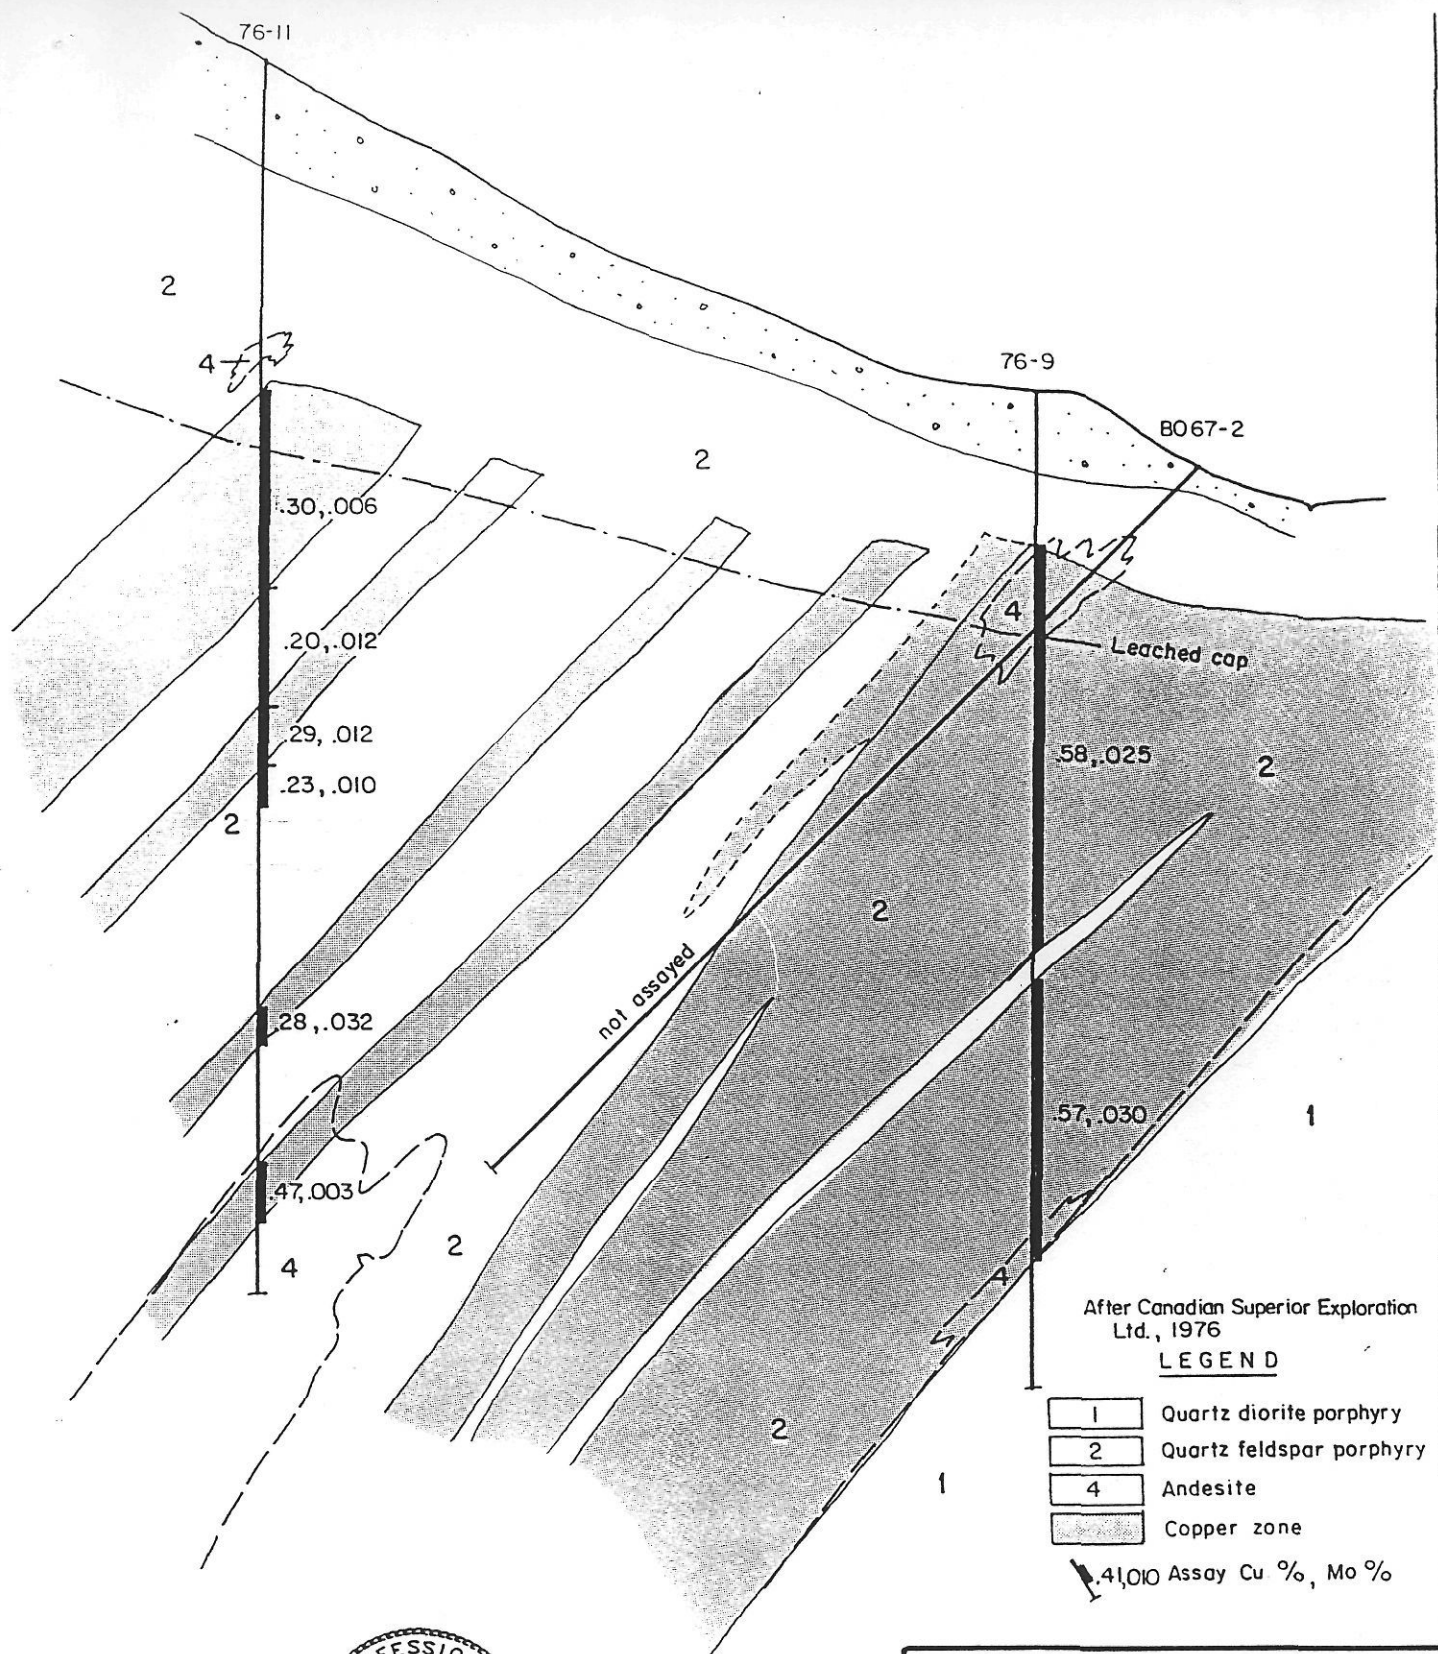 76-11
2
4
76-9
BO67-2
2
.30,.006
4
Leached cap
.20,.012
.29,.012
.58,.025
2
.23,.010
2
2
not assayed
.28,.032
.57,.030
1
.47,.003
2
4
4
After Canadian Superior Exploration
Ltd., 1976
LEGEND
1 Quartz diorite porphyry
2 Quartz feldspar porphyry
4 Andesite
Copper zone
.41,010 Assay Cu %, Mo %
2
1